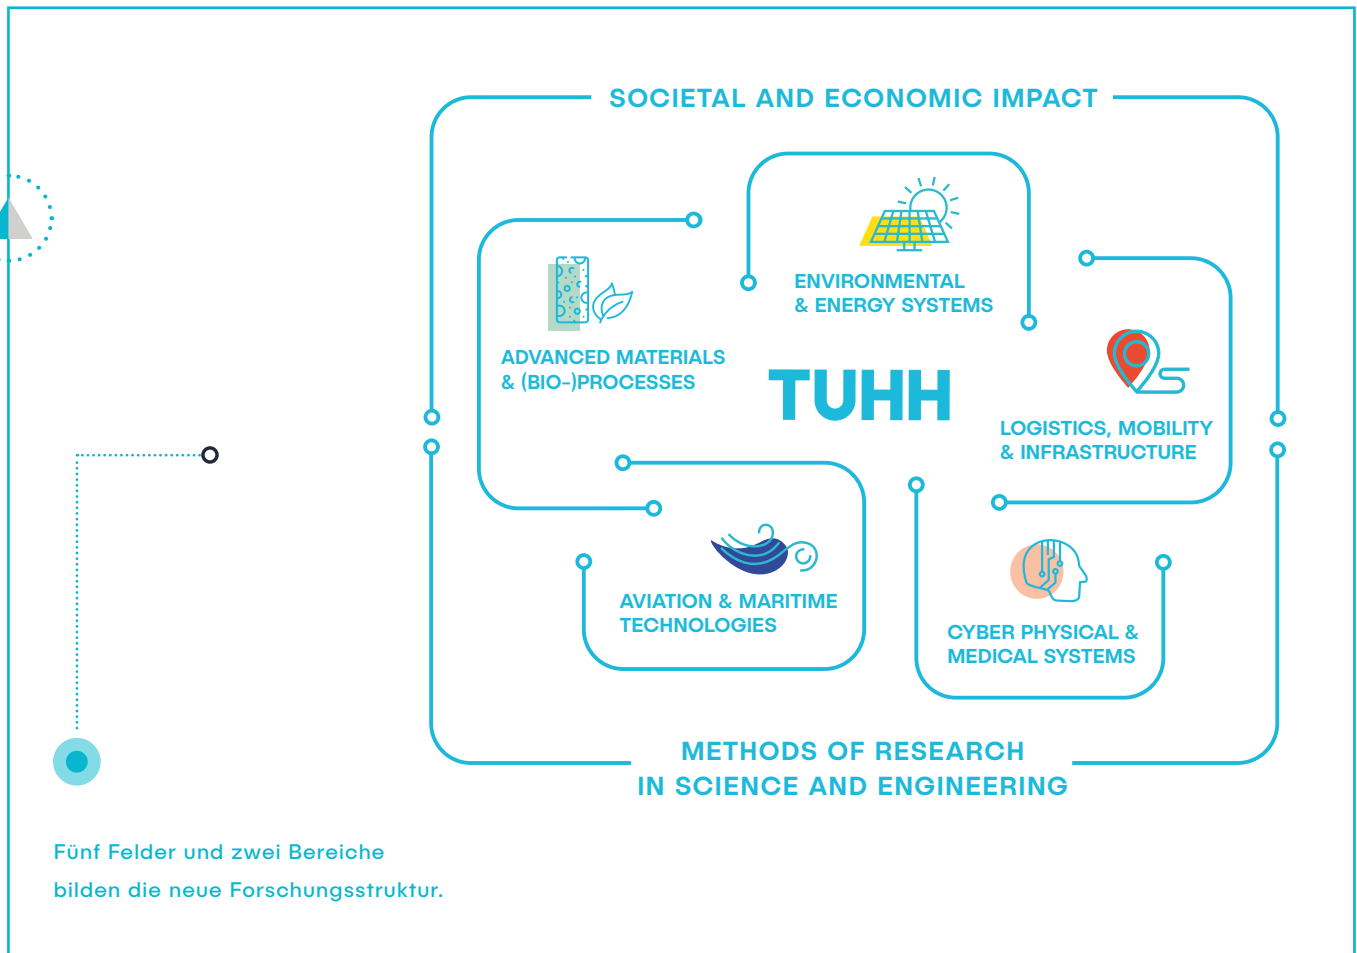 SOCIETAL AND ECONOMIC IMPACT
ENVIRONMENTAL
& ENERGY SYSTEMS
ADVANCED MATERIALS
& (BIO-)PROCESSES
TUHH
LOGISTICS, MOBILITY
& INFRASTRUCTURE
AVIATION & MARITIME
TECHNOLOGIES
CYBER PHYSICAL &
MEDICAL SYSTEMS
METHODS OF RESEARCH
IN SCIENCE AND ENGINEERING
Fünf Felder und zwei Bereiche
bilden die neue Forschungsstruktur.